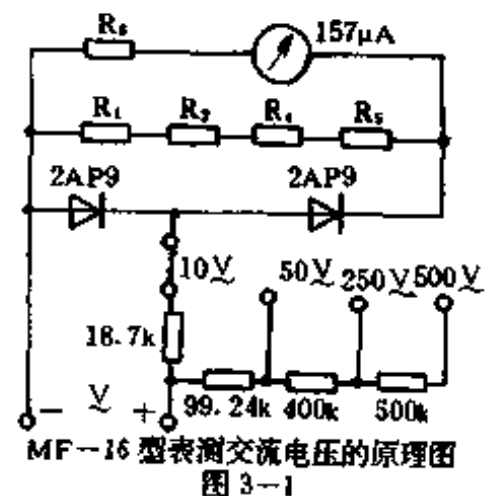 R₆ 157μA
R₁ R₂ R₄ R₅
2AP9 2AP9
10V̰ 50V̰ 250V̰ 500V̰
18.7k
99.24k 400k 500k
− V̰ +
MF-16 型表测交流电压的原理图
图 3-1